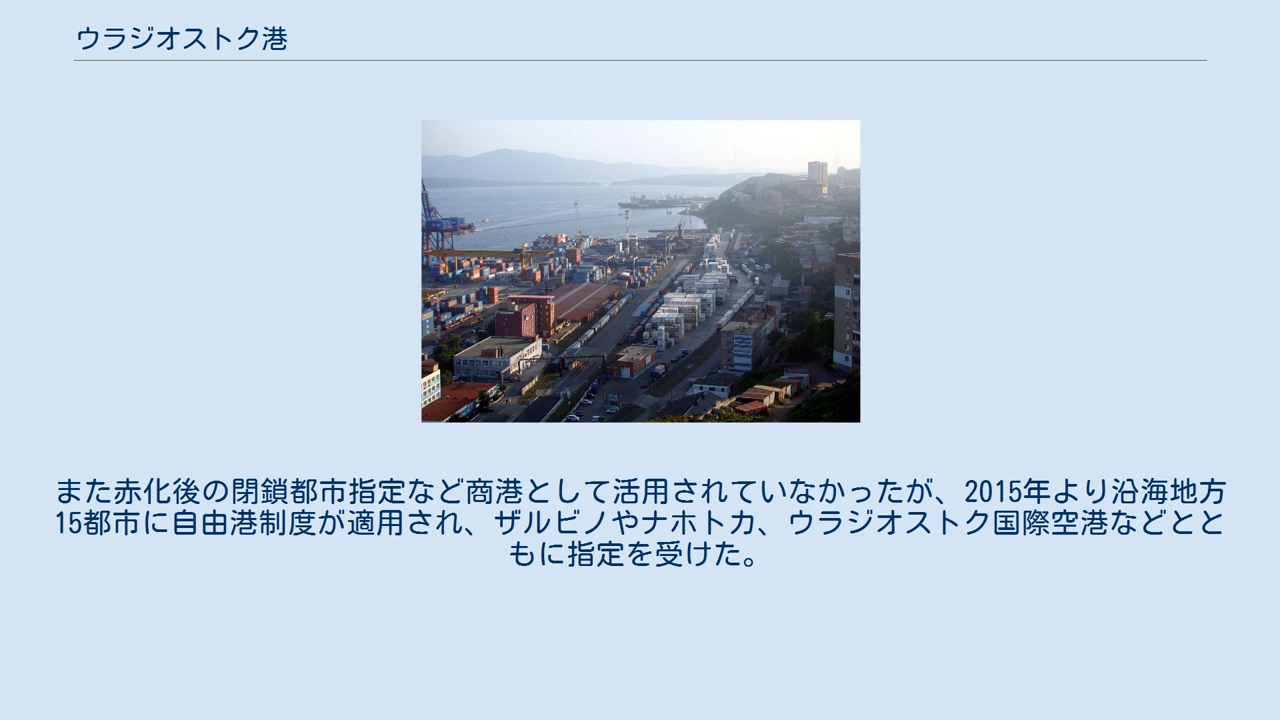 ウラジオストク港
また赤化後の閉鎖都市指定など商港として活用されていなかったが、2015年より沿海地方
15都市に自由港制度が適用され、ザルビノやナホトカ、ウラジオストク国際空港などとと
もに指定を受けた。